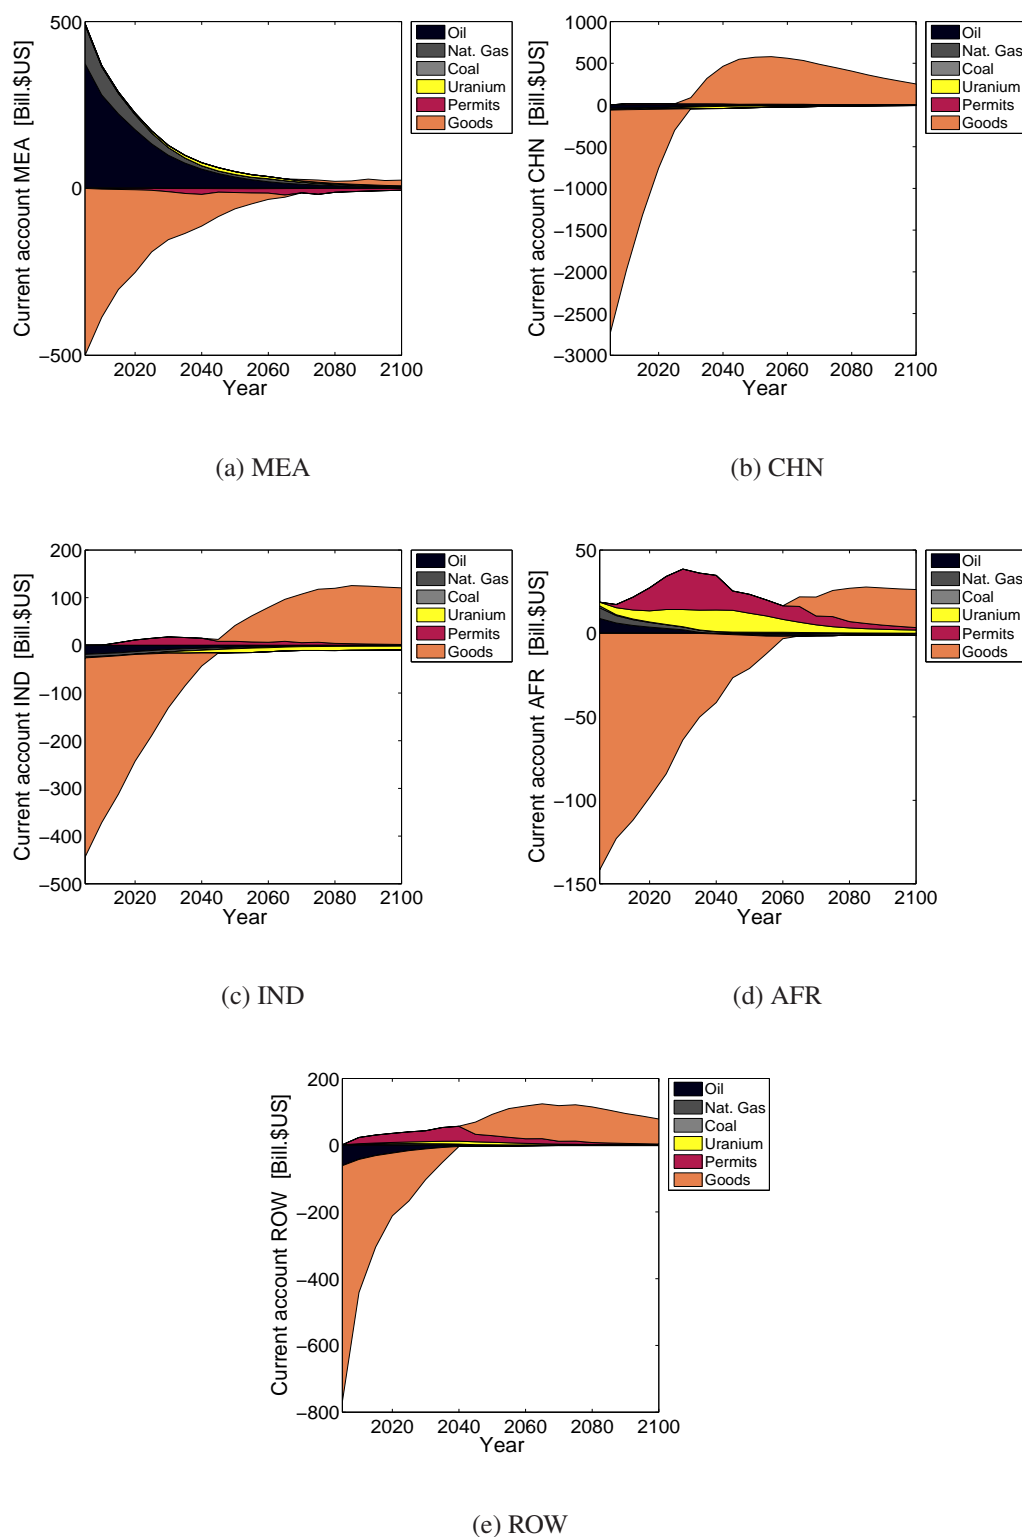 500
0
−500
2020 2040 2060 2080 2100
Year
Current account MEA [Bill.$US]
Oil
Nat. Gas
Coal
Uranium
Permits
Goods
(a) MEA
1000
500
0
−500
−1000
−1500
−2000
−2500
−3000
2020 2040 2060 2080 2100
Year
Current account CHN [Bill.$US]
Oil
Nat. Gas
Coal
Uranium
Permits
Goods
(b) CHN
200
100
0
−100
−200
−300
−400
−500
2020 2040 2060 2080 2100
Year
Current account IND [Bill.$US]
Oil
Nat. Gas
Coal
Uranium
Permits
Goods
(c) IND
50
0
−50
−100
−150
2020 2040 2060 2080 2100
Year
Current account AFR [Bill.$US]
Oil
Nat. Gas
Coal
Uranium
Permits
Goods
(d) AFR
200
0
−200
−400
−600
−800
2020 2040 2060 2080 2100
Year
Current account ROW [Bill.$US]
Oil
Nat. Gas
Coal
Uranium
Permits
Goods
(e) ROW